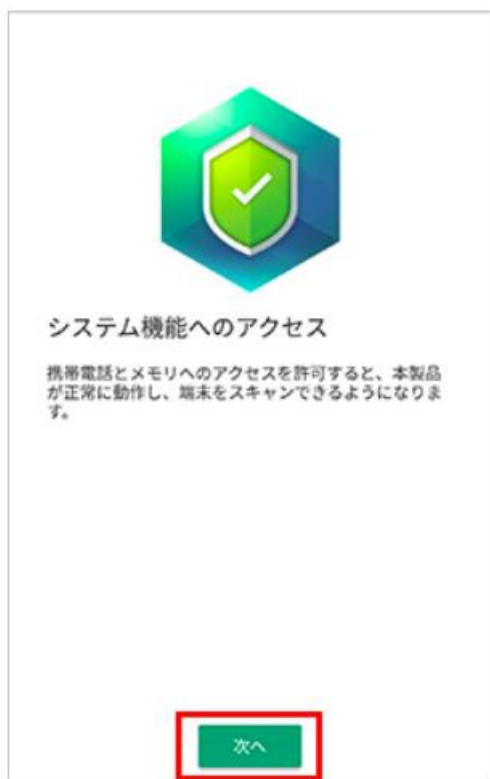 システム機能へのアクセス
携帯電話とメモリへのアクセスを許可すると、本製品
が正常に動作し、端末をスキャンできるようになりま
す。
次へ